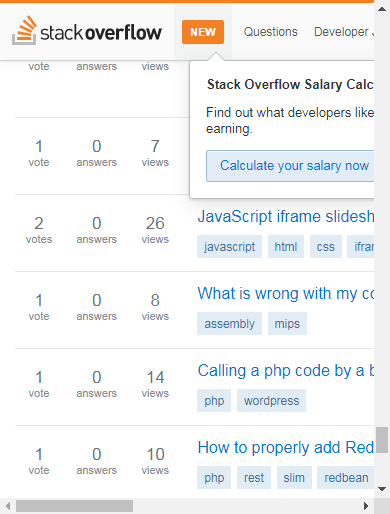 stackoverflow NEW Questions Developer J
Stack Overflow Salary Calc
Find out what developers like
earning.
Calculate your salary now
vote answers views
1 0 7
vote answers views
2 0 26 JavaScript iframe slidesh
votes answers views javascript html css ifran
1 0 8 What is wrong with my co
vote answers views assembly mips
1 0 14 Calling a php code by a b
vote answers views php wordpress
1 0 10 How to properly add Red
vote answers views php rest slim redbean